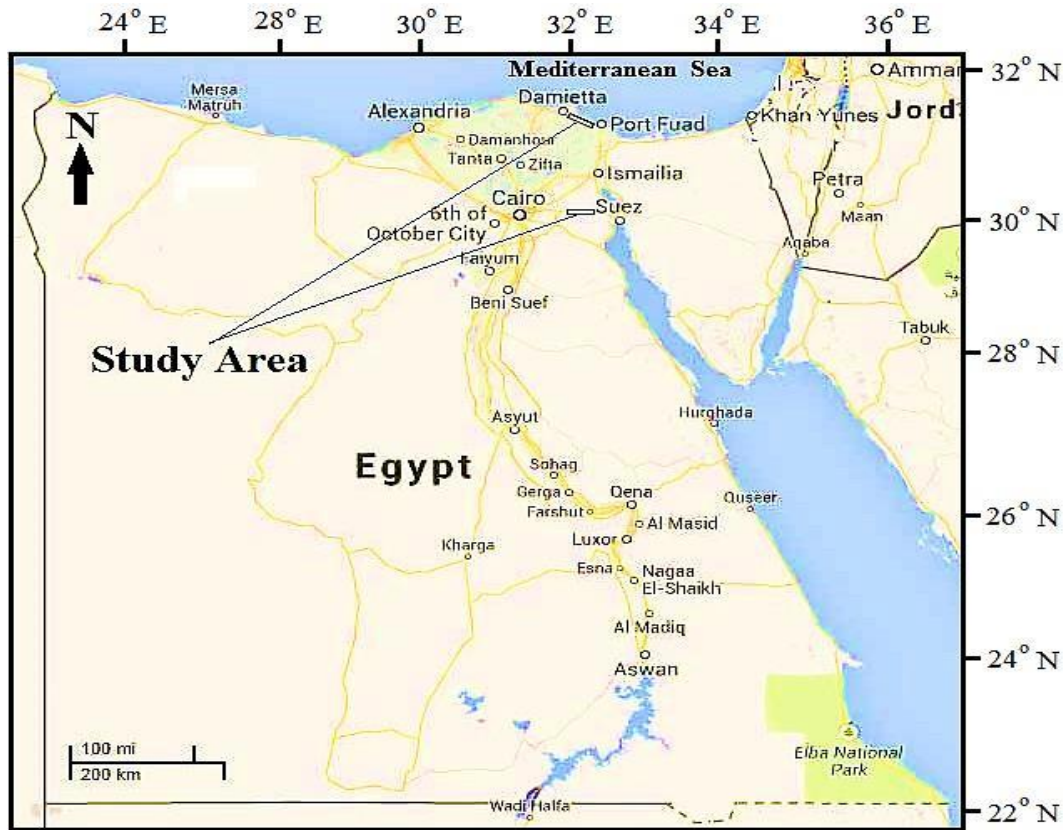 24° E 28° E 30° E 32° E 34° E 36° E
Mediterranean Sea
32° N
Amman
Mersa
Matrûh
Damietta
Alexandria
Port Fuad
Khan Yunes
Jord
N
Damanhour
Tanta
Zifta
Ismailia
Petra
Cairo
Suez
Maan
6th of
October City
30° N
Aqaba
Faiyum
Beni Suef
Tabuk
Study Area
28° N
Hurghada
Asyut
Egypt
Sohag
Gerga
Qena
Quseer
Farshut
Al Masid
26° N
Luxor
Kharga
Esna
Nagaa
El-Shaikh
Al Madiq
Aswan
24° N
100 mi
200 km
Elba National
Park
Wadi Halfa
22° N